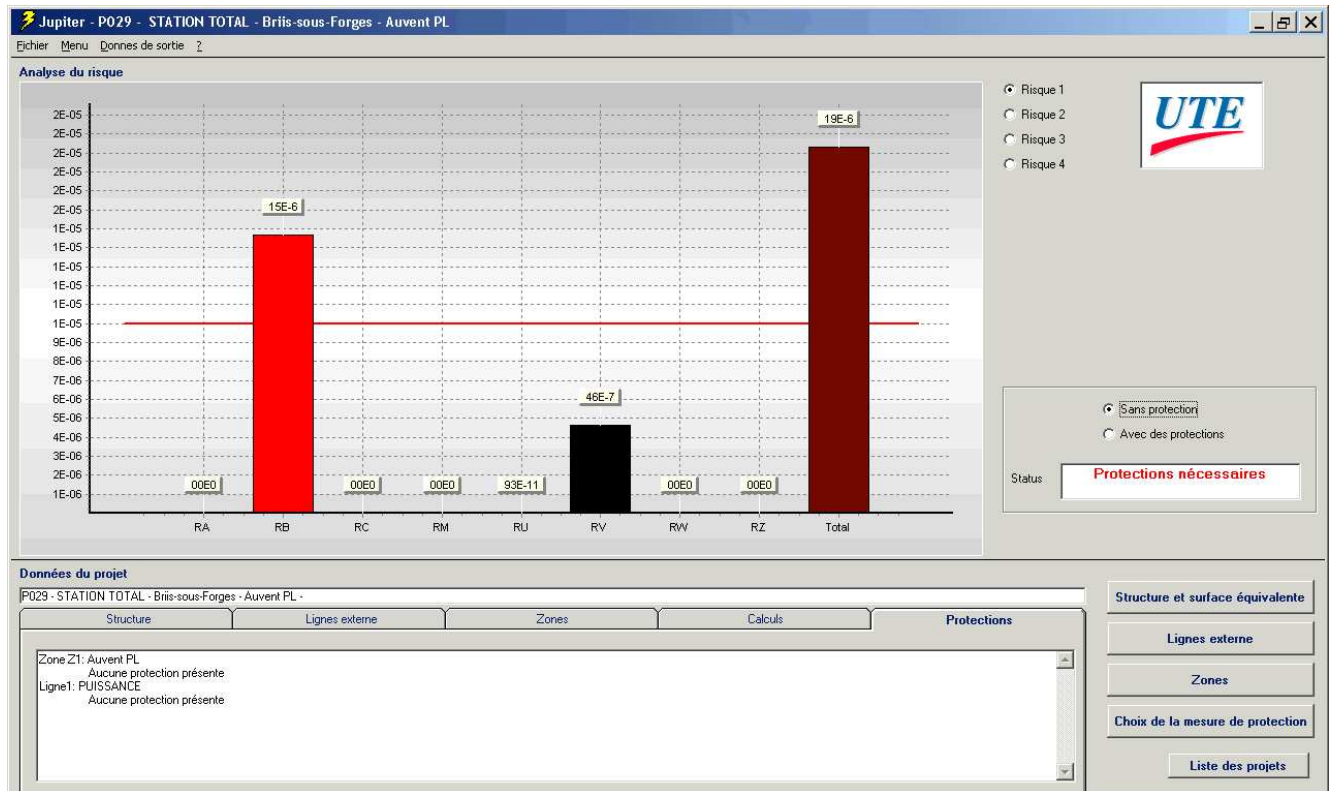 Jupiter - P029 - STATION TOTAL - Briis-sous-Forges - Auvent PL
Fichier Menu Donnes de sortie ?
Analyse du risque
2E-05
2E-05
2E-05
2E-05
2E-05
2E-05
1E-05
1E-05
1E-05
1E-05
1E-05
1E-05
9E-06
8E-06
7E-06
6E-06
5E-06
4E-06
3E-06
2E-06
1E-06
00E0
15E-6
00E0
00E0
93E-11
46E-7
00E0
00E0
19E-6
RA RB RC RM RU RV RW RZ Total
Risque 1
Risque 2
Risque 3
Risque 4
UTE
Sans protection
Avec des protections
Status Protections nécessaires
Données du projet
P029 - STATION TOTAL - Briis-sous-Forges - Auvent PL -
Structure Lignes externe Zones Calculs Protections
Zone Z1: Auvent PL
Aucune protection présente
Ligne1: PUISSANCE
Aucune protection présente
Structure et surface équivalente
Lignes externe
Zones
Choix de la mesure de protection
Liste des projets